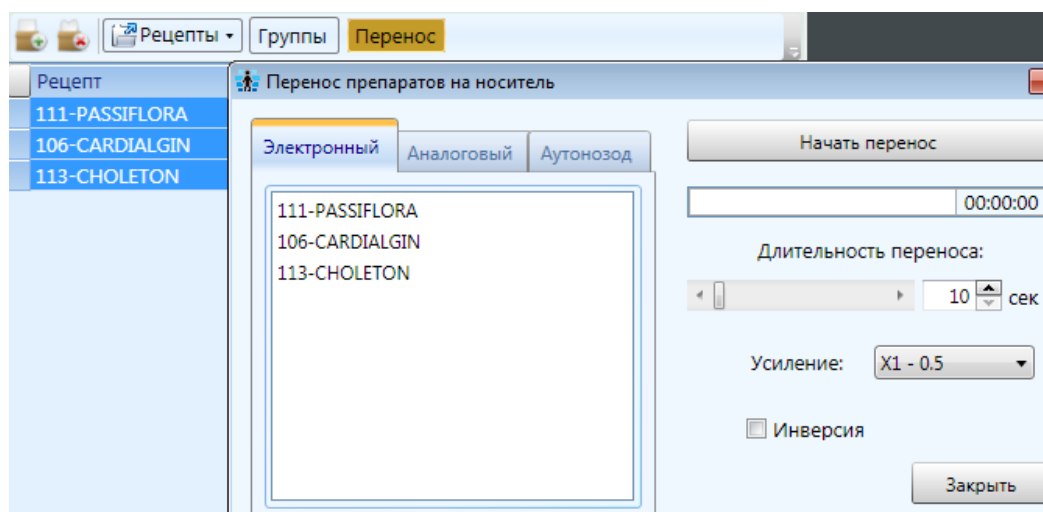 Рецепты Группы Перенос
Рецепт
111-PASSIFLORA
106-CARDIALGIN
113-CHOLETON
Перенос препаратов на носитель
Электронный Аналоговый Аутонозод
111-PASSIFLORA
106-CARDIALGIN
113-CHOLETON
Начать перенос
00:00:00
Длительность переноса:
10 сек
Усиление: X1 - 0.5
Инверсия
Закрыть